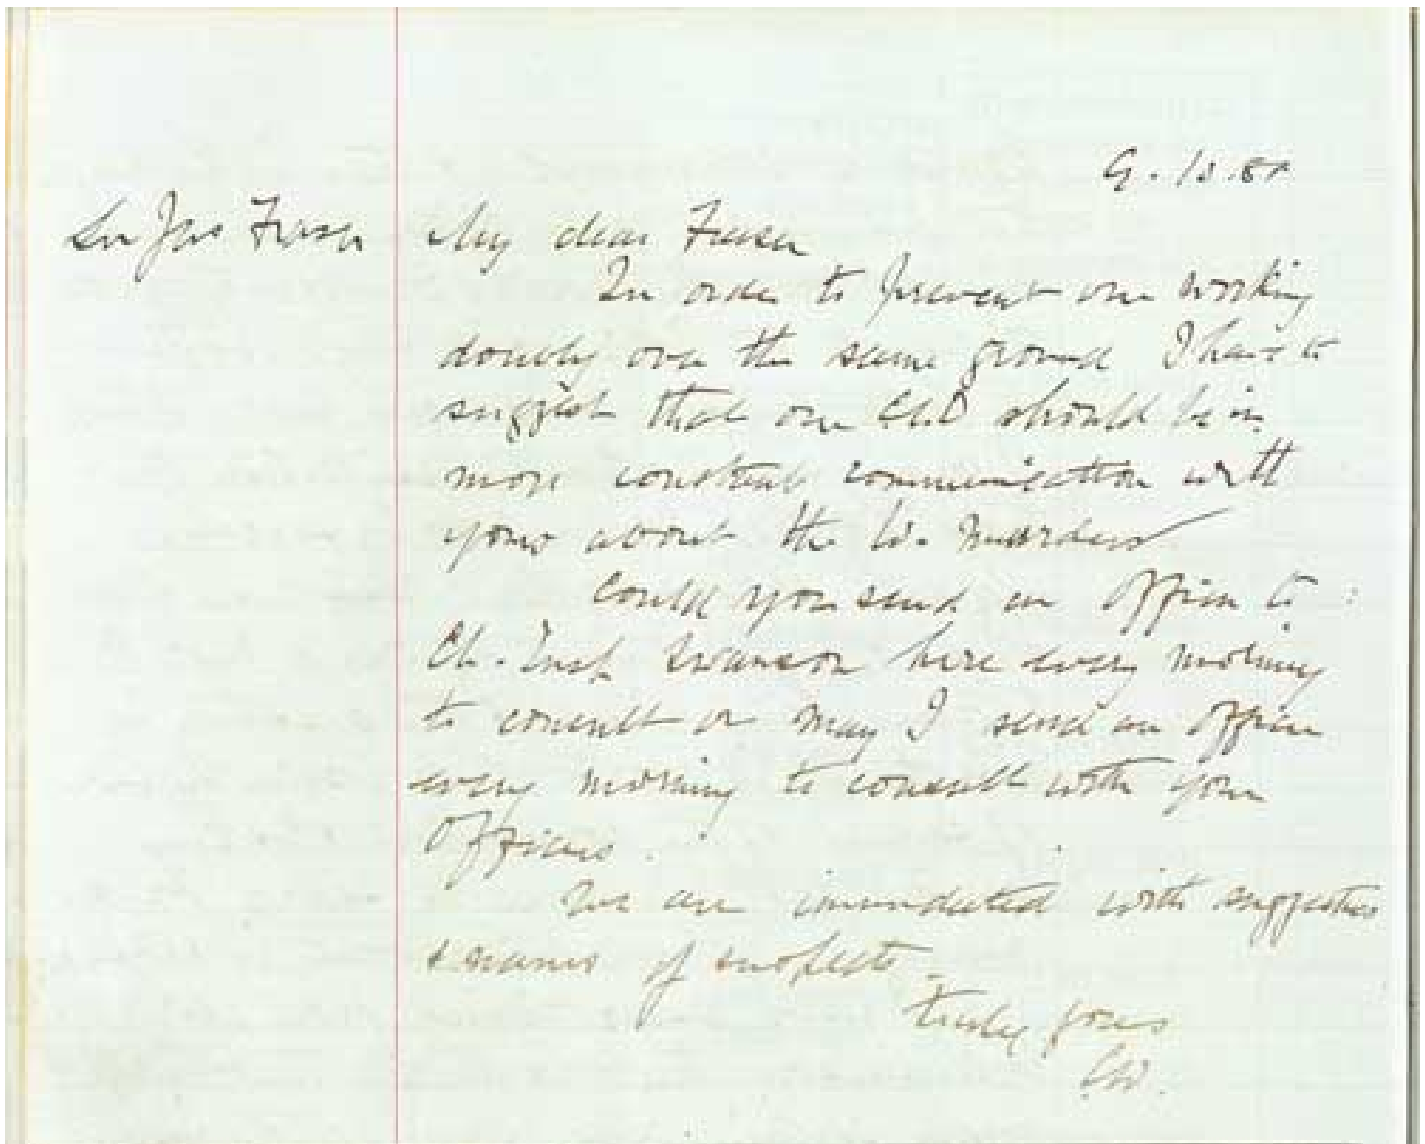 9.10.88
Sir Jas Fraser
My dear Fraser
In order to prevent our working
doubly over the same ground I have to
suggest that our CID should be in
more constant communication with
yours about the W. Murders
Could you send an Officer to
Ch. Insp. Swanson here every morning
to consult or may I send an officer
every morning to consult with your
Officers.
We are inundated with suggestions
& names of suspects.
truly yours
CW.